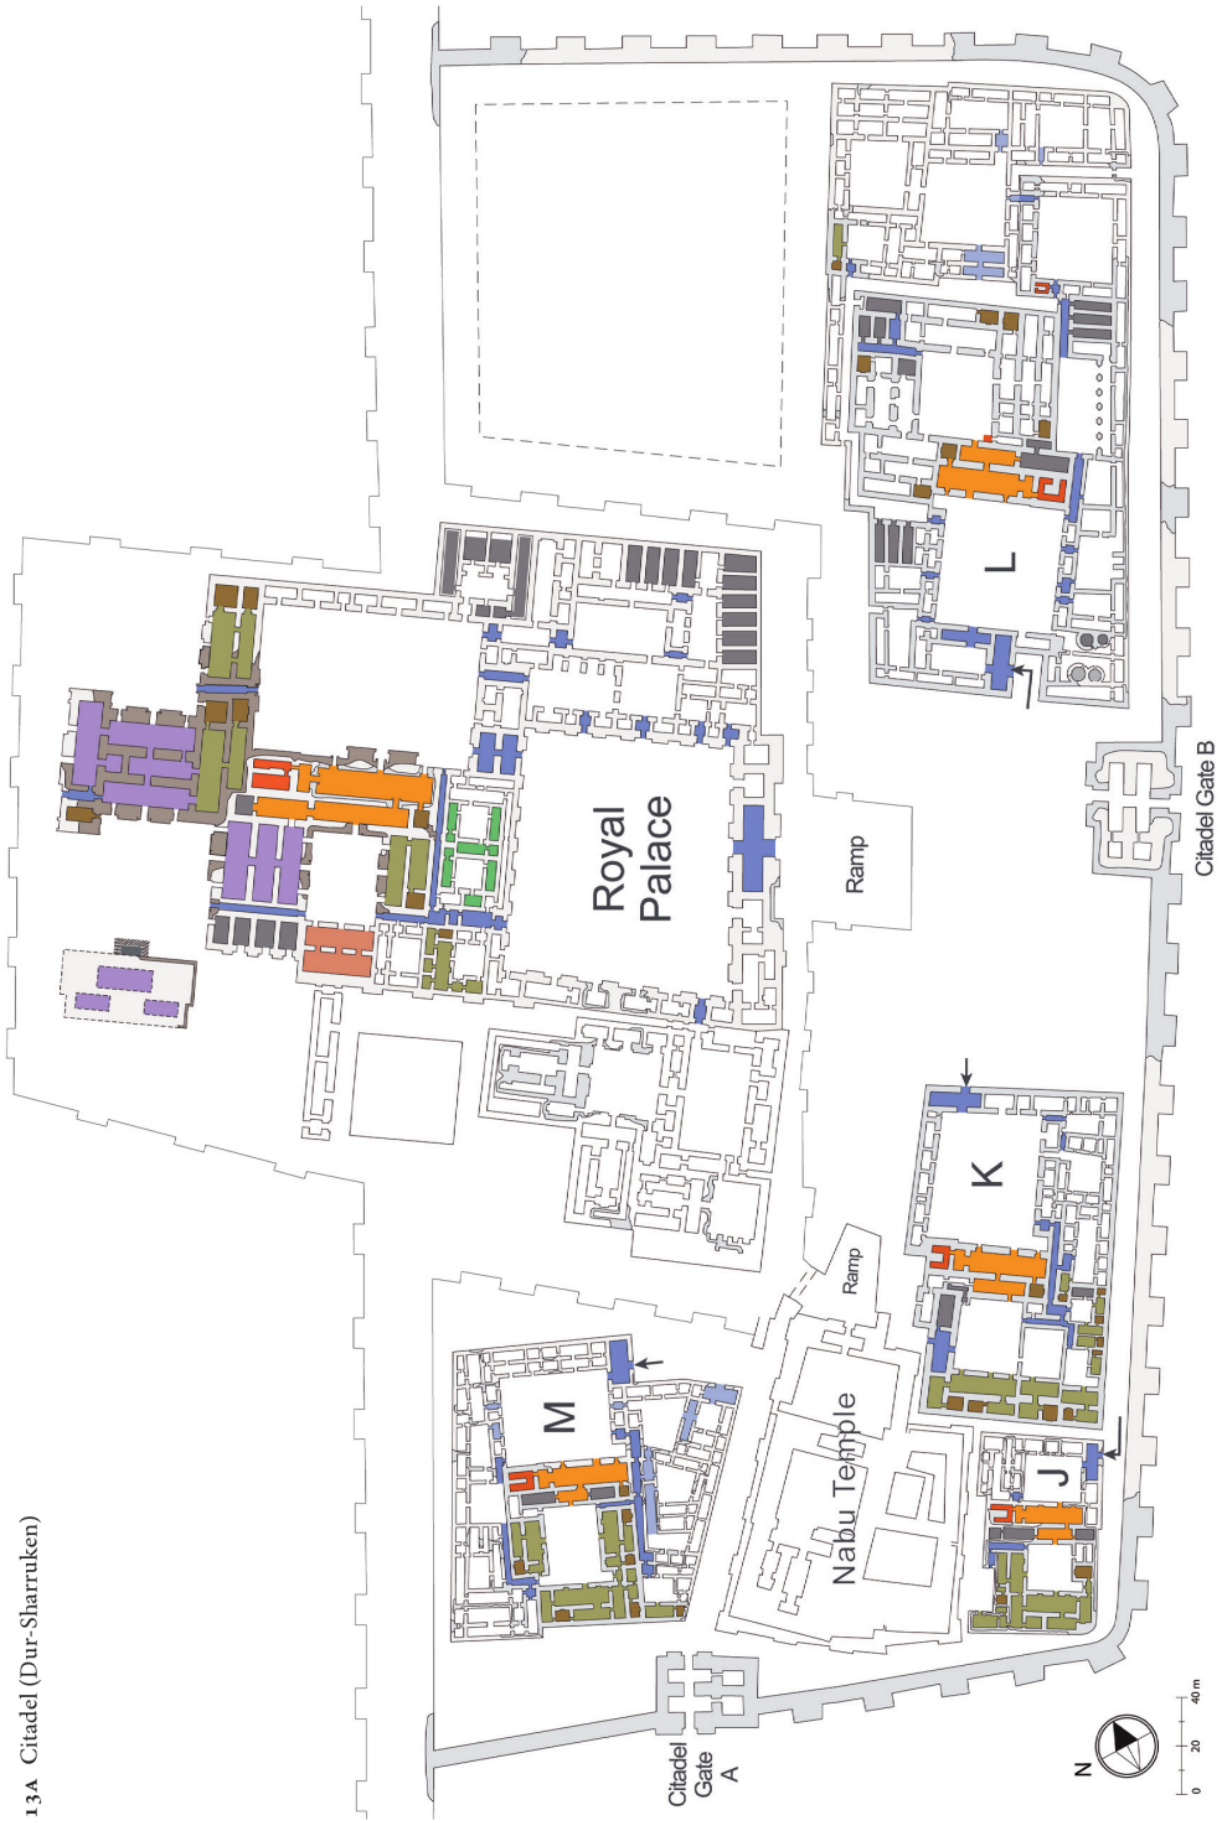 13A Citadel (Dur-Sharruken)
Royal
Palace
Ramp
L
Citadel Gate B
K
Ramp
M
Nabu Temple
J
Citadel
Gate
A
N
0 20 40 m